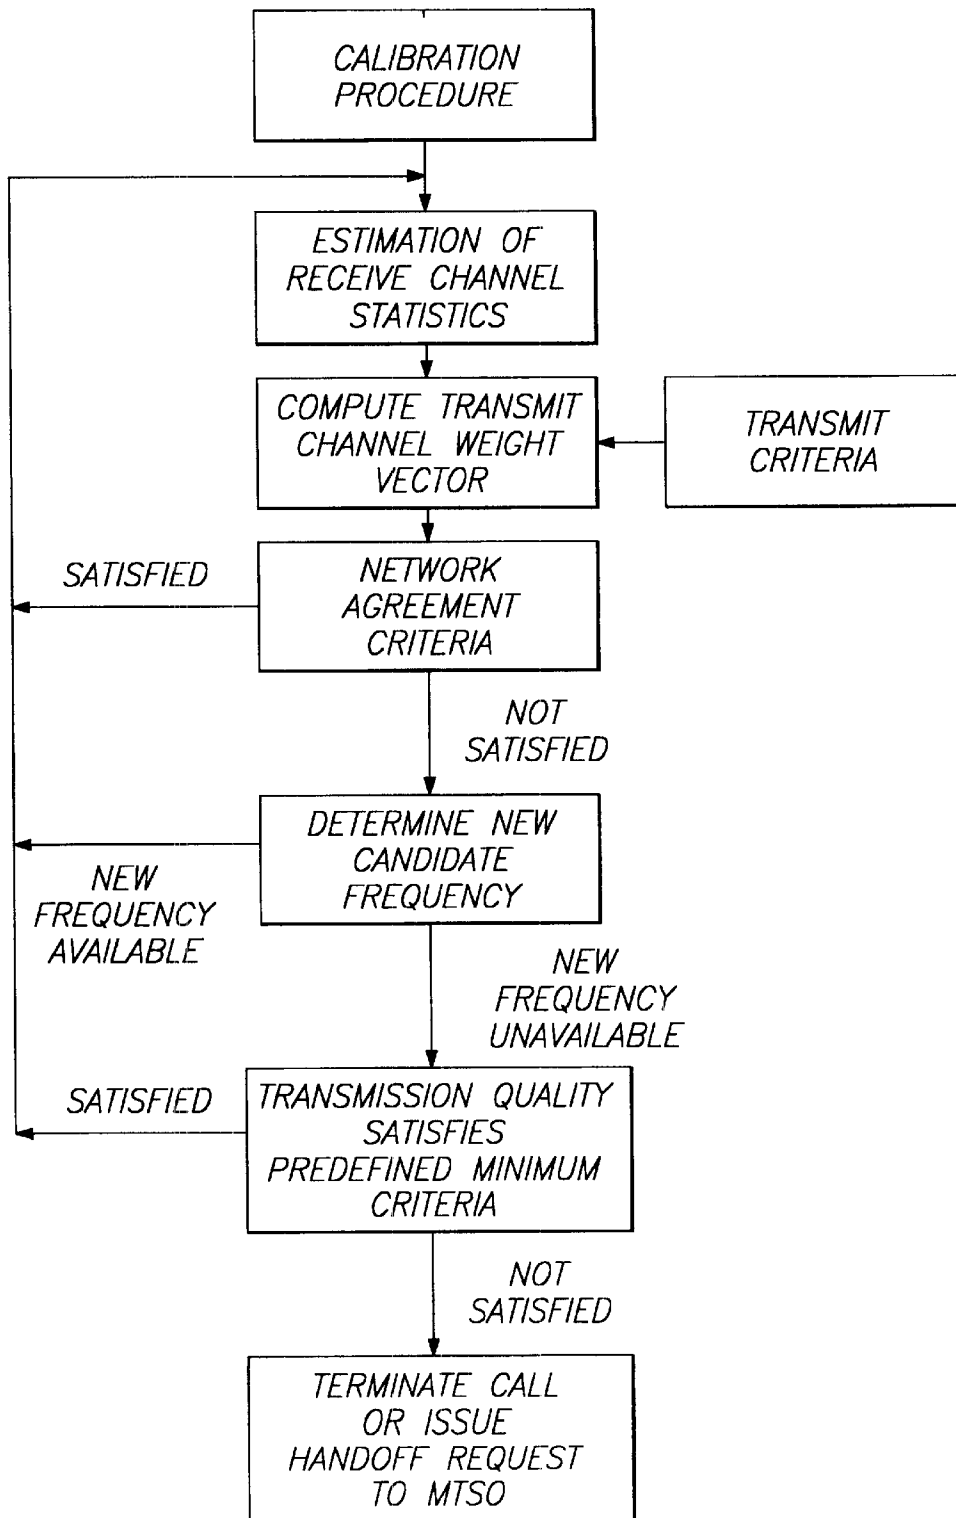 CALIBRATION
PROCEDURE
ESTIMATION OF
RECEIVE CHANNEL
STATISTICS
COMPUTE TRANSMIT
CHANNEL WEIGHT
VECTOR
TRANSMIT
CRITERIA
SATISFIED
NETWORK
AGREEMENT
CRITERIA
NOT
SATISFIED
DETERMINE NEW
CANDIDATE
FREQUENCY
NEW
FREQUENCY
AVAILABLE
NEW
FREQUENCY
UNAVAILABLE
SATISFIED
TRANSMISSION QUALITY
SATISFIES
PREDEFINED MINIMUM
CRITERIA
NOT
SATISFIED
TERMINATE CALL
OR ISSUE
HANDOFF REQUEST
TO MTSO